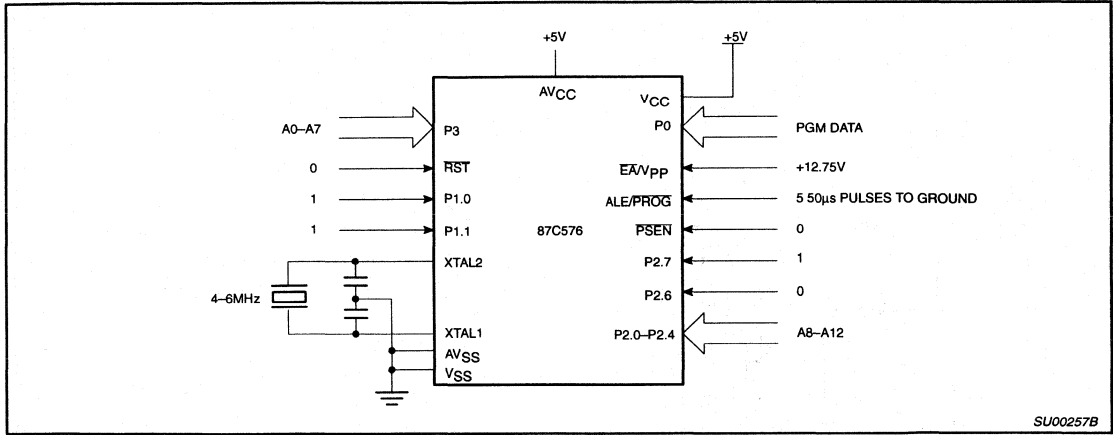 +5V
+5V
AVCC
VCC
A0–A7
P3
P0
PGM DATA
0
RST
EA/VPP
+12.75V
1
P1.0
ALE/PROG
5 50µs PULSES TO GROUND
1
P1.1
87C576
PSEN
0
XTAL2
P2.7
1
4–6MHz
P2.6
0
XTAL1
P2.0–P2.4
A8–A12
AVSS
VSS
SU00257B